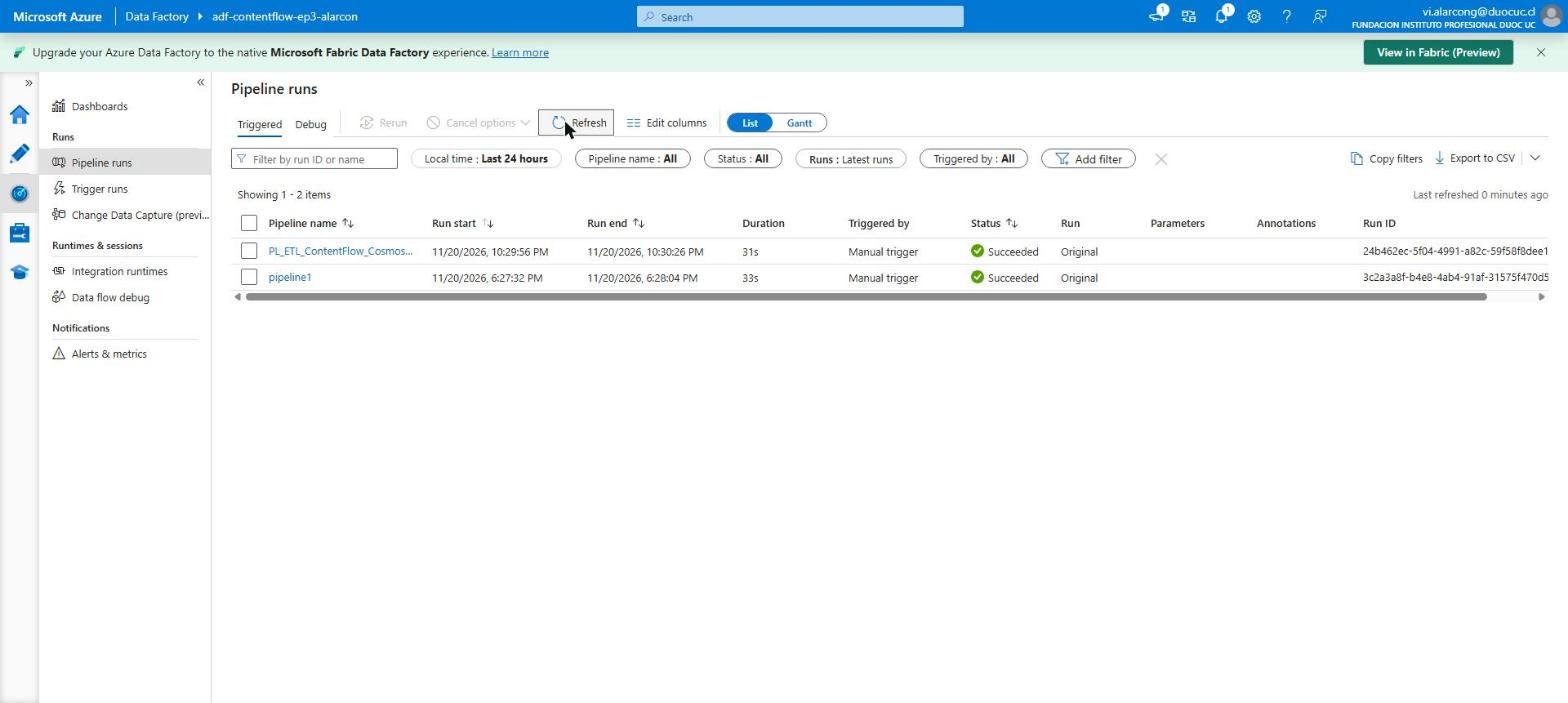 Microsoft Azure Data Factory adf-contentflow-ep3-alarcon Search 1 1 vi.alarcong@duocuc.cl
FUNDACION INSTITUTO PROFESIONAL DUOC UC
Upgrade your Azure Data Factory to the native Microsoft Fabric Data Factory experience. Learn more View in Fabric (Preview)
Pipeline runs
Dashboards
Runs
Pipeline runs
Trigger runs
Change Data Capture (previ...
Runtimes & sessions
Integration runtimes
Data flow debug
Notifications
Alerts & metrics
Triggered Debug Rerun Cancel options Refresh Edit columns List Gantt
Filter by run ID or name Local time : Last 24 hours Pipeline name : All Status : All Runs : Latest runs Triggered by : All Add filter Copy filters Export to CSV
Showing 1 - 2 items Last refreshed 0 minutes ago
Pipeline name Run start Run end Duration Triggered by Status Run Parameters Annotations Run ID
PL_ETL_ContentFlow_Cosmos... 11/20/2026, 10:29:56 PM 11/20/2026, 10:30:26 PM 31s Manual trigger Succeeded Original 24b462ec-5f04-4991-a82c-59f58f8dee1
pipeline1 11/20/2026, 6:27:32 PM 11/20/2026, 6:28:04 PM 33s Manual trigger Succeeded Original 3c2a3a8f-b4e8-4ab4-91af-31575f470d5